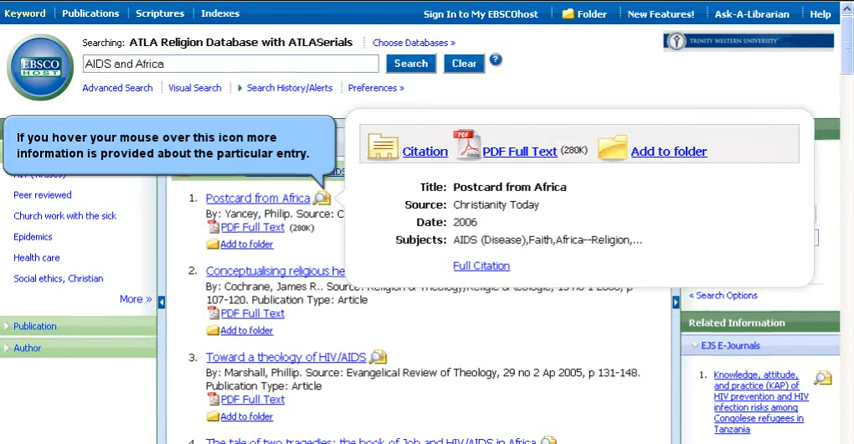 Keyword Publications Scriptures Indexes Sign In to My EBSCOhost Folder New Features! Ask-A-Librarian Help
Searching: ATLA Religion Database with ATLASerials Choose Databases »
TRINITY WESTERN UNIVERSITY
EBSCO
HOST
AIDS and Africa Search Clear ?
Advanced Search Visual Search Search History/Alerts Preferences »
If you hover your mouse over this icon more
information is provided about the particular entry.
Citation PDF Full Text (280K) Add to folder
Title: Postcard from Africa
Source: Christianity Today
Date: 2006
Subjects: AIDS (Disease),Faith,Africa--Religion,...
Full Citation
Peer reviewed
Church work with the sick
Epidemics
Health care
Social ethics, Christian
More »
Publication
Author
1. Postcard from Africa
By: Yancey, Philip. Source: C
PDF Full Text (280K)
Add to folder
2. Conceptualising religious he
By: Cochrane, James R.. Source: Religion & Theology,
107-120. Publication Type: Article
PDF Full Text
Add to folder
3. Toward a theology of HIV/AIDS
By: Marshall, Phillip. Source: Evangelical Review of Theology, 29 no 2 Ap 2005, p 131-148.
Publication Type: Article
PDF Full Text
Add to folder
4. The tale of two tragedies: the book of Job and HIV/AIDS in Africa
« Search Options
Related Information
EJS E-Journals
1. Knowledge, attitude,
and practice (KAP) of
HIV prevention and HIV
infection risks among
Congolese refugees in
Tanzania